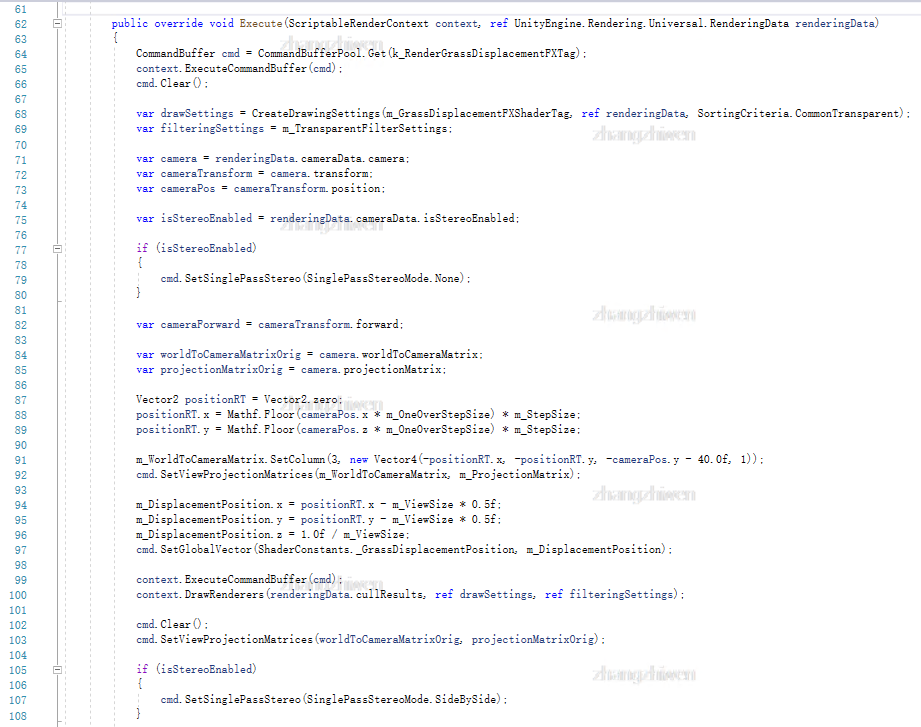 61
62 public override void Execute(ScriptableRenderContext context, ref UnityEngine.Rendering.Universal.RenderingData renderingData)
63 {
64 CommandBuffer cmd = CommandBufferPool.Get(k_RenderGrassDisplacementFXTag);
65 context.ExecuteCommandBuffer(cmd);
66 cmd.Clear();
67
68 var drawSettings = CreateDrawingSettings(m_GrassDisplacementFXShaderTag, ref renderingData, SortingCriteria.CommonTransparent);
69 var filteringSettings = m_TransparentFilterSettings;
70
71 var camera = renderingData.cameraData.camera;
72 var cameraTransform = camera.transform;
73 var cameraPos = cameraTransform.position;
74
75 var isStereoEnabled = renderingData.cameraData.isStereoEnabled;
76
77 if (isStereoEnabled)
78 {
79 cmd.SetSinglePassStereo(SinglePassStereoMode.None);
80 }
81
82 var cameraForward = cameraTransform.forward;
83
84 var worldToCameraMatrixOrig = camera.worldToCameraMatrix;
85 var projectionMatrixOrig = camera.projectionMatrix;
86
87 Vector2 positionRT = Vector2.zero;
88 positionRT.x = Mathf.Floor(cameraPos.x * m_OneOverStepSize) * m_StepSize;
89 positionRT.y = Mathf.Floor(cameraPos.z * m_OneOverStepSize) * m_StepSize;
90
91 m_WorldToCameraMatrix.SetColumn(3, new Vector4(-positionRT.x, -positionRT.y, -cameraPos.y - 40.0f, 1));
92 cmd.SetViewProjectionMatrices(m_WorldToCameraMatrix, m_ProjectionMatrix);
93
94 m_DisplacementPosition.x = positionRT.x - m_ViewSize * 0.5f;
95 m_DisplacementPosition.y = positionRT.y - m_ViewSize * 0.5f;
96 m_DisplacementPosition.z = 1.0f / m_ViewSize;
97 cmd.SetGlobalVector(ShaderConstants._GrassDisplacementPosition, m_DisplacementPosition);
98
99 context.ExecuteCommandBuffer(cmd);
100 context.DrawRenderers(renderingData.cullResults, ref drawSettings, ref filteringSettings);
101
102 cmd.Clear();
103 cmd.SetViewProjectionMatrices(worldToCameraMatrixOrig, projectionMatrixOrig);
104
105 if (isStereoEnabled)
106 {
107 cmd.SetSinglePassStereo(SinglePassStereoMode.SideBySide);
108 }
zhangzhiwen
zhangzhiwen
zhangzhiwen
zhangzhiwen
zhangzhiwen
zhangzhiwen
zhangzhiwen
zhangzhiwen